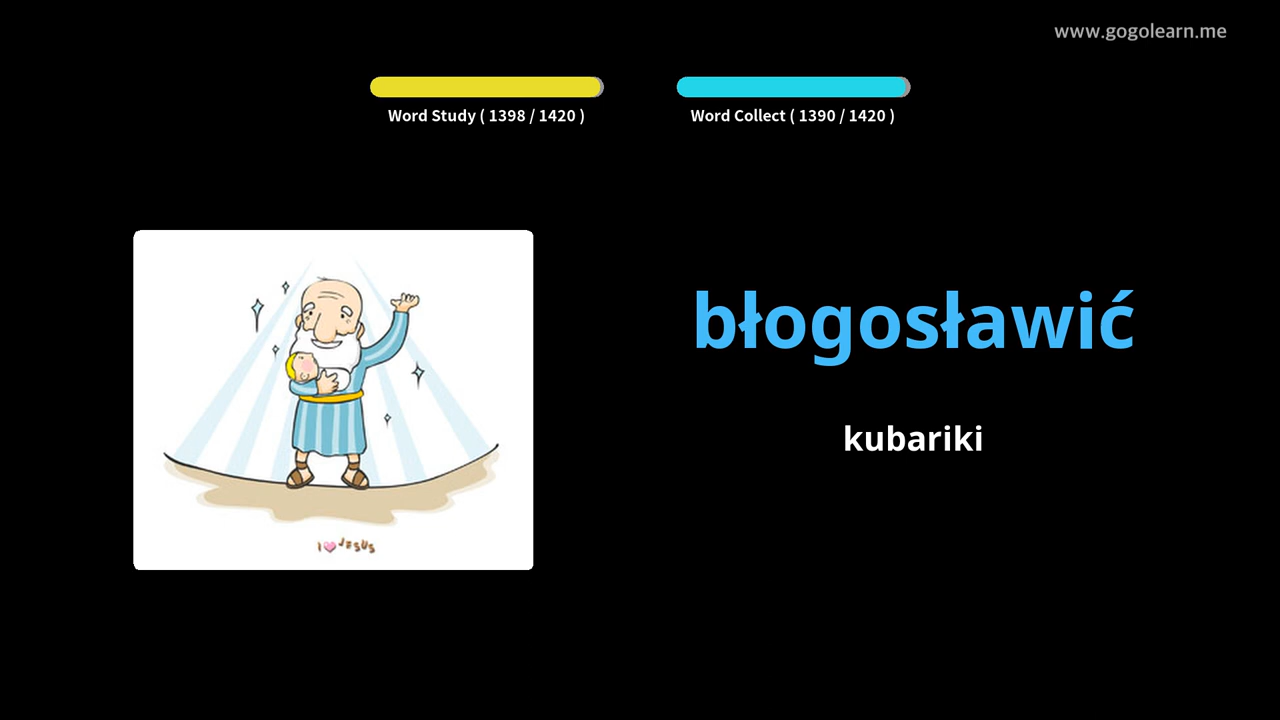 www.gogolearn.me
Word Study ( 1398 / 1420 )
Word Collect ( 1390 / 1420 )
błogosławić
kubariki
I ♥ JESUS